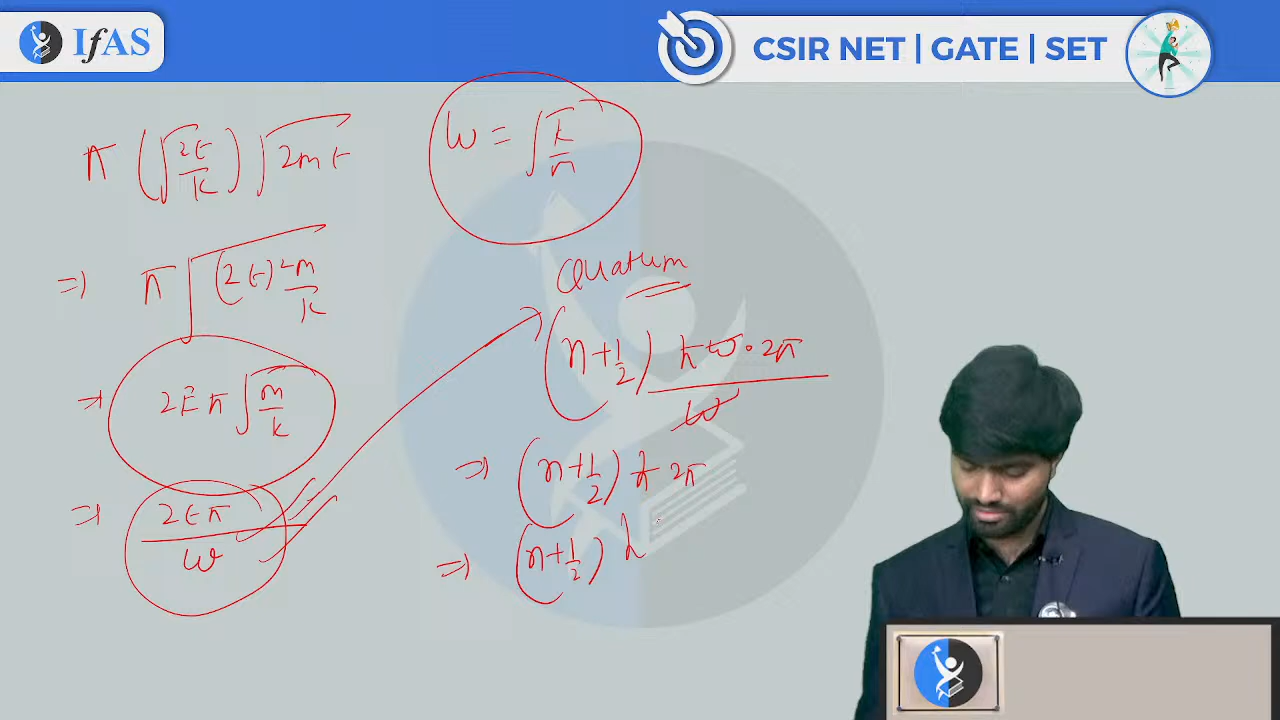 IfAS
CSIR NET | GATE | SET
π (√(2E/k)) √2mE
ω = √(k/m)
⇒ π √((2E)² m/k)
Quatum
(n+1/2) ħω·2π / ω
⇒ 2Eπ √(m/k)
⇒ (n+1/2) ħ 2π
⇒ 2Eπ / ω
⇒ (n+1/2) h